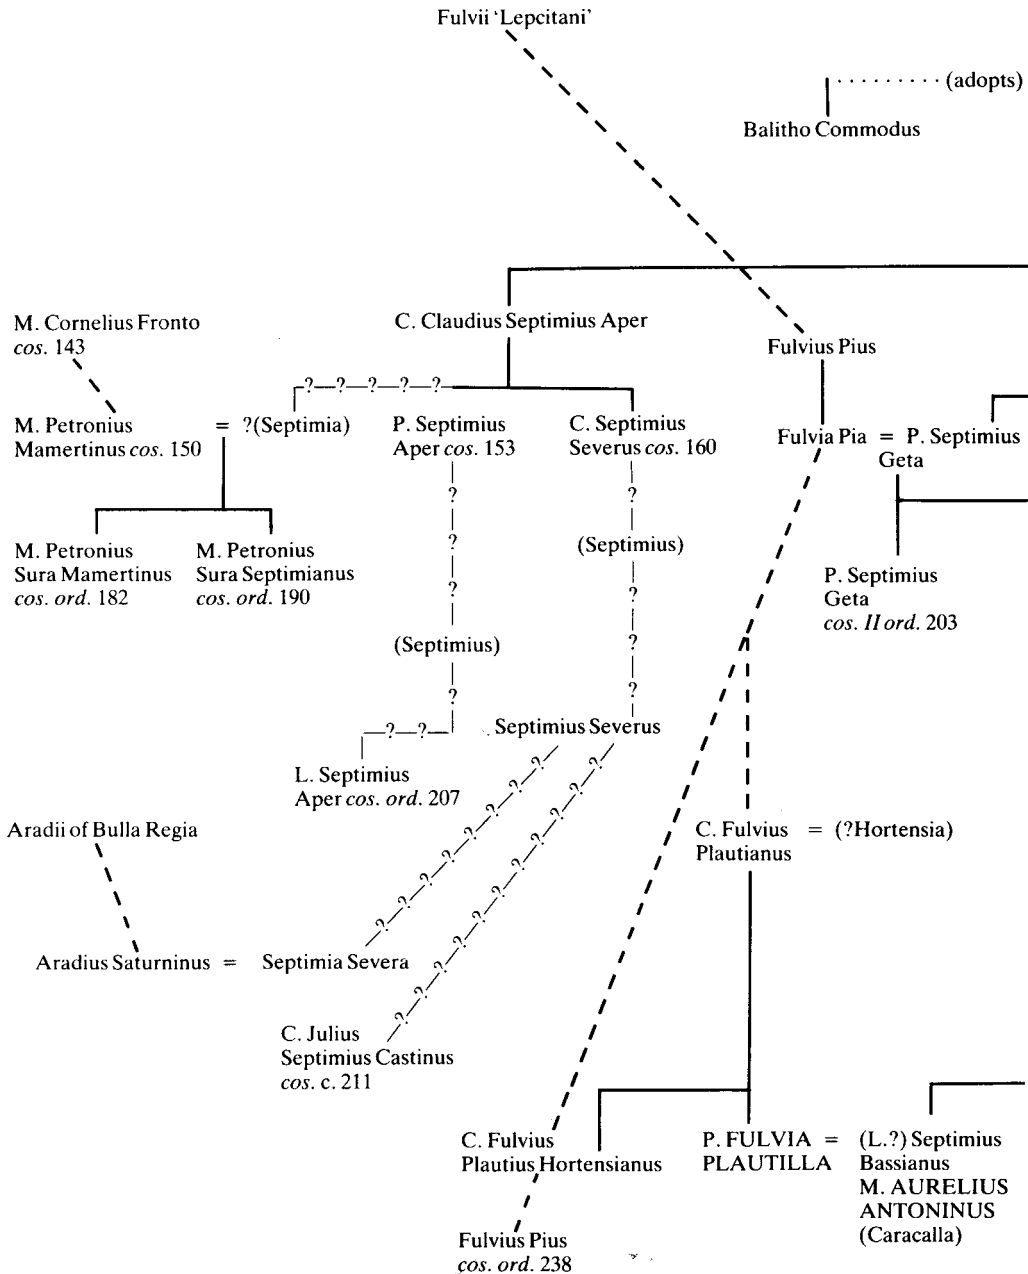 Fulvii 'Lepcitani'
(adopts)
Balitho Commodus
M. Cornelius Fronto
cos. 143
C. Claudius Septimius Aper
Fulvius Pius
? ? ? ? ?
M. Petronius
Mamertinus cos. 150
= ?(Septimia)
P. Septimius
Aper cos. 153
C. Septimius
Severus cos. 160
Fulvia Pia = P. Septimius
Geta
? ? ? ?
? ?
M. Petronius
Sura Mamertinus
cos. ord. 182
M. Petronius
Sura Septimianus
cos. ord. 190
(Septimius)
P. Septimius
Geta
cos. II ord. 203
(Septimius)
? ? ?
?
? ?
Septimius Severus
L. Septimius
Aper cos. ord. 207
? ? ? ? ? ? ? ?
? ? ? ? ? ? ? ? ? ?
Aradii of Bulla Regia
C. Fulvius
Plautianus
= (?Hortensia)
Aradius Saturninus = Septimia Severa
C. Julius
Septimius Castinus
cos. c. 211
C. Fulvius
Plautius Hortensianus
P. FULVIA =
PLAUTILLA
(L.?) Septimius
Bassianus
M. AURELIUS
ANTONINUS
(Caracalla)
Fulvius Pius
cos. ord. 238